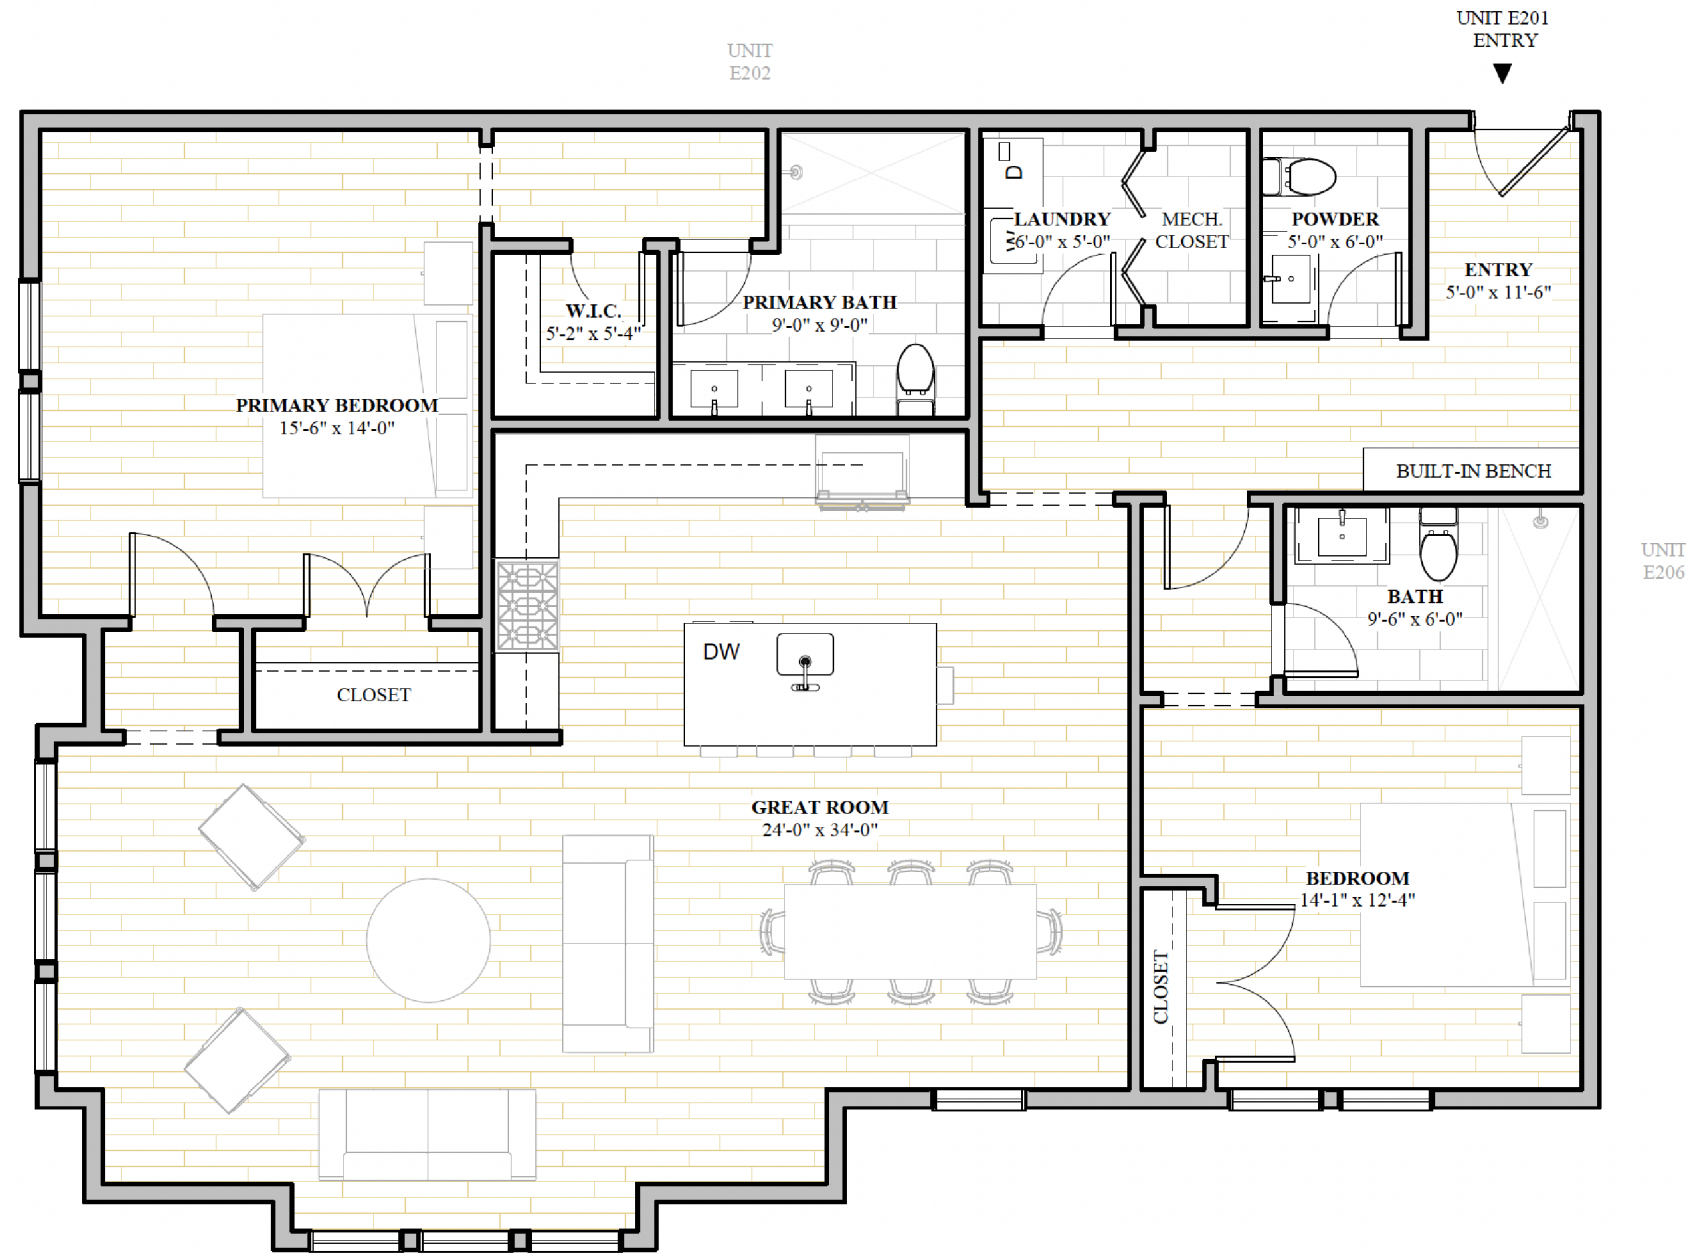 UNIT E201
ENTRY
UNIT
E202
D
LAUNDRY
W
6'-0" x 5'-0"
MECH.
CLOSET
POWDER
5'-0" x 6'-0"
ENTRY
5'-0" x 11'-6"
W.I.C.
5'-2" x 5'-4"
PRIMARY BATH
9'-0" x 9'-0"
PRIMARY BEDROOM
15'-6" x 14'-0"
BUILT-IN BENCH
UNIT
E206
BATH
9'-6" x 6'-0"
DW
CLOSET
GREAT ROOM
24'-0" x 34'-0"
BEDROOM
14'-1" x 12'-4"
CLOSET